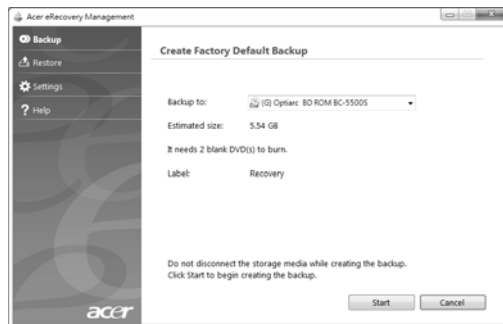 Acer eRecovery Management
Backup
Restore
Settings
Help
Create Factory Default Backup
Backup to: (G) Optiarc BD ROM BC-5500S
Estimated size: 5.54 GB
It needs 2 blank DVD(s) to burn.
Label: Recovery
Do not disconnect the storage media while creating the backup.
Click Start to begin creating the backup.
Start Cancel
acer